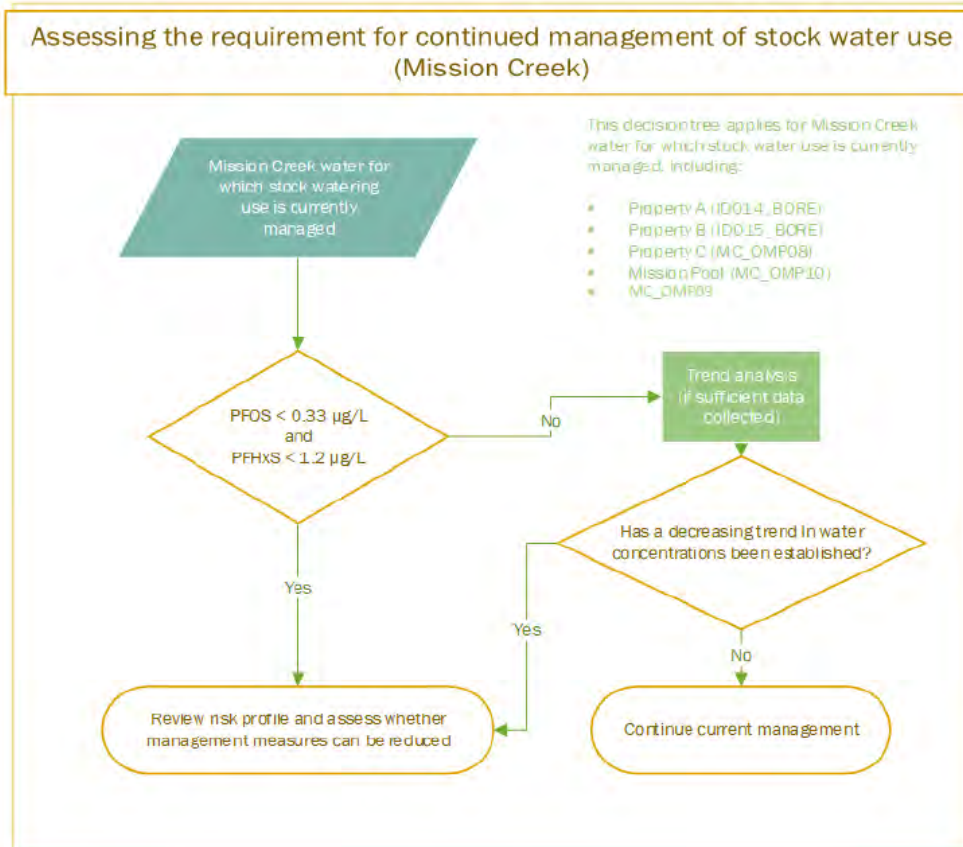 Assessing the requirement for continued management of stock water use
(Mission Creek)
This decision tree applies for Mission Creek
water for which stock water use is currently
managed, including:
• Property A (ID014_BORE)
• Property B (ID015_BORE)
• Property C (MC_OMP08)
• Mission Pool (MC_OMP10)
• MC_OMP09
Mission Creek water for
which stock watering
use is currently
managed
PFOS < 0.33 µg/L
and
PFHxS < 1.2 µg/L
No
Trend analysis
(if sufficient data
collected)
Has a decreasing trend in water
concentrations been established?
Yes
Yes
No
Review risk profile and assess whether
management measures can be reduced
Continue current management